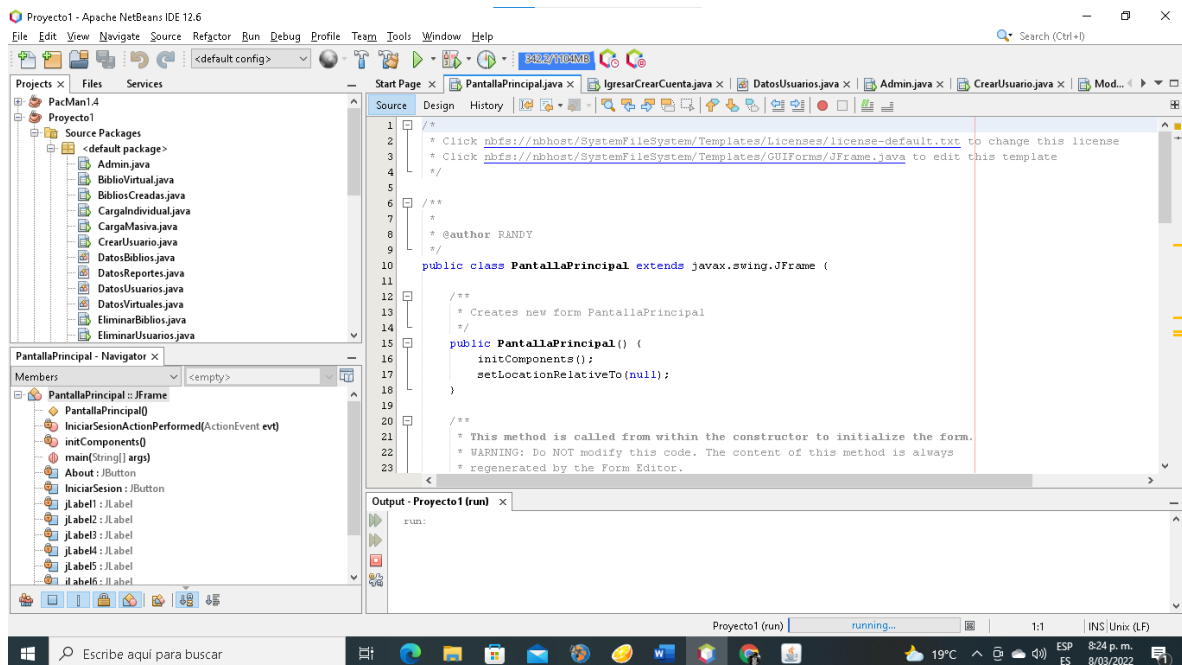 Proyecto1 - Apache NetBeans IDE 12.6
File Edit View Navigate Source Refactor Run Debug Profile Team Tools Window Help
Search (Ctrl+I)
<default config>
342.2/1104MB
Projects Files Services
PacMan1.4
Proyecto1
Source Packages
<default package>
Admin.java
BiblioVirtual.java
BibliosCreadas.java
CargaIndividual.java
CargaMasiva.java
CrearUsuario.java
DatosBiblios.java
DatosReportes.java
DatosUsuarios.java
DatosVirtuales.java
EliminarBiblios.java
EliminarUsuarios.java
PantallaPrincipal - Navigator
Members
<empty>
PantallaPrincipal :: JFrame
PantallaPrincipal()
IniciarSesionActionPerformed(ActionEvent evt)
initComponents()
main(String[] args)
About : JButton
IniciarSesion : JButton
jLabel1 : JLabel
jLabel2 : JLabel
jLabel3 : JLabel
jLabel4 : JLabel
jLabel5 : JLabel
jLabel6 : JLabel
Start Page PantallaPrincipal.java IgresarCrearCuenta.java DatosUsuarios.java Admin.java CrearUsuario.java Mod...
Source Design History
1 /*
2 * Click nbfs://nbhost/SystemFileSystem/Templates/Licenses/license-default.txt to change this license
3 * Click nbfs://nbhost/SystemFileSystem/Templates/GUIForms/JFrame.java to edit this template
4 */
5
6 /**
7 *
8 * @author RANDY
9 */
10 public class PantallaPrincipal extends javax.swing.JFrame {
11
12 /**
13 * Creates new form PantallaPrincipal
14 */
15 public PantallaPrincipal() {
16 initComponents();
17 setLocationRelativeTo(null);
18 }
19
20 /**
21 * This method is called from within the constructor to initialize the form.
22 * WARNING: Do NOT modify this code. The content of this method is always
23 * regenerated by the Form Editor.
Output - Proyecto1 (run)
run:
Proyecto1 (run) running... 1:1 INS Unix (LF)
Escribe aquí para buscar
19°C
ESP
ES
8:24 p. m.
8/03/2022
1